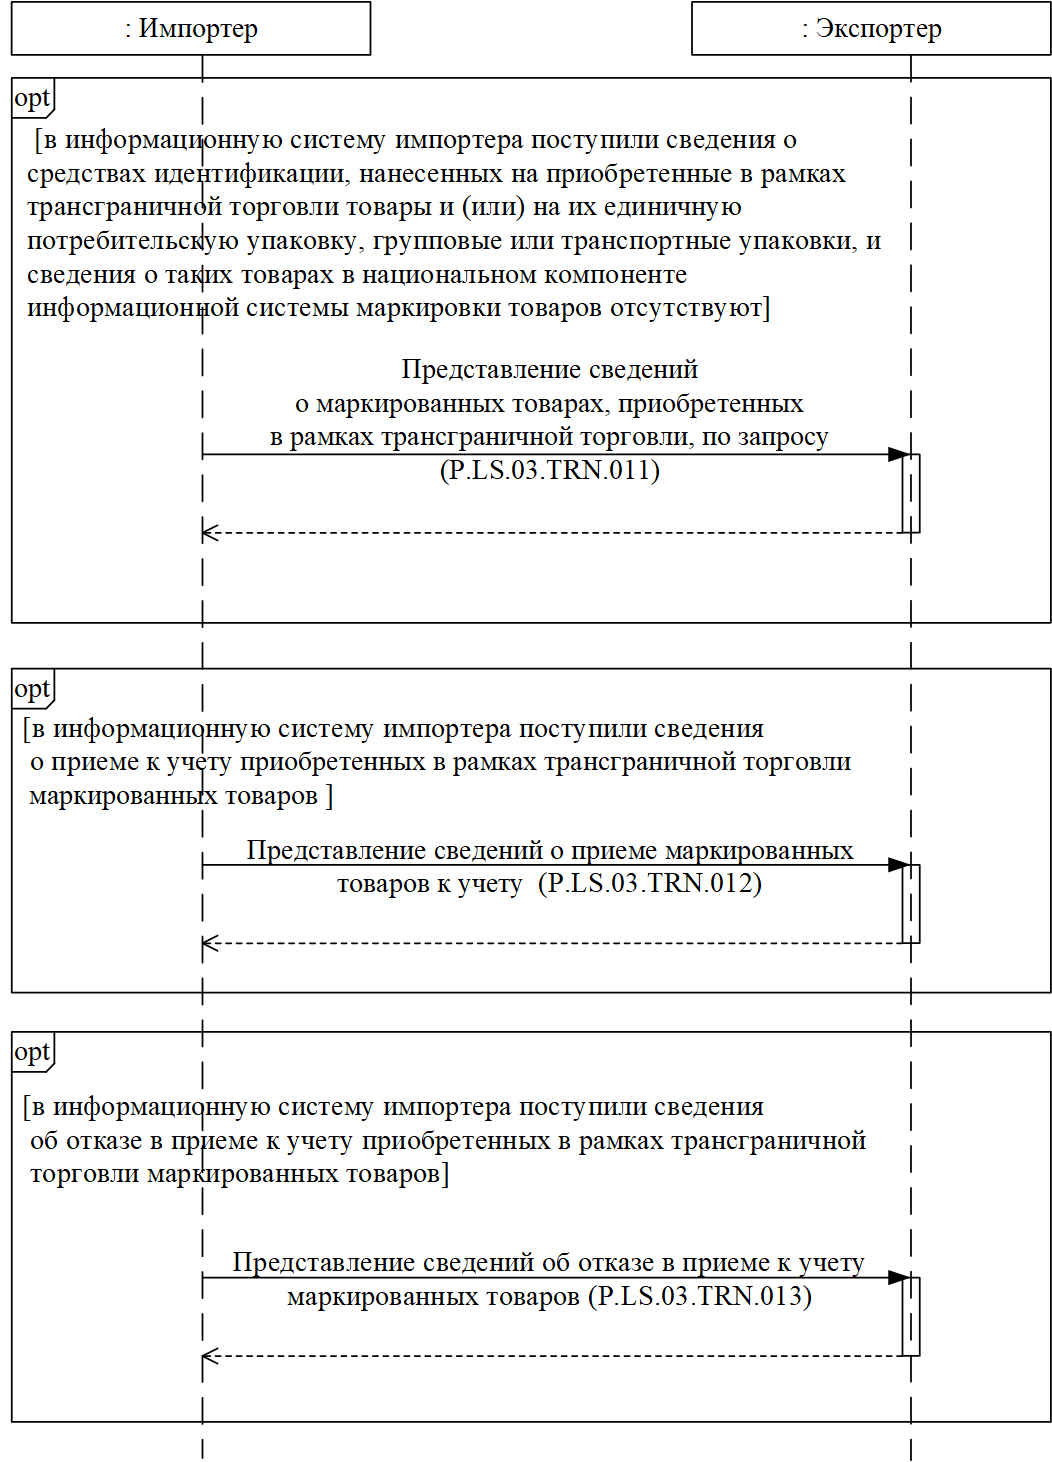 : Импортер
: Экспортер
opt
[в информационную систему импортера поступили сведения о
средствах идентификации, нанесенных на приобретенные в рамках
трансграничной торговли товары и (или) на их единичную
потребительскую упаковку, групповые или транспортные упаковки, и
сведения о таких товарах в национальном компоненте
информационной системы маркировки товаров отсутствуют]
Представление сведений
о маркированных товарах, приобретенных
в рамках трансграничной торговли, по запросу
(P.LS.03.TRN.011)
opt
[в информационную систему импортера поступили сведения
о приеме к учету приобретенных в рамках трансграничной торговли
маркированных товаров ]
Представление сведений о приеме маркированных
товаров к учету (P.LS.03.TRN.012)
opt
[в информационную систему импортера поступили сведения
об отказе в приеме к учету приобретенных в рамках трансграничной
торговли маркированных товаров]
Представление сведений об отказе в приеме к учету
маркированных товаров (P.LS.03.TRN.013)